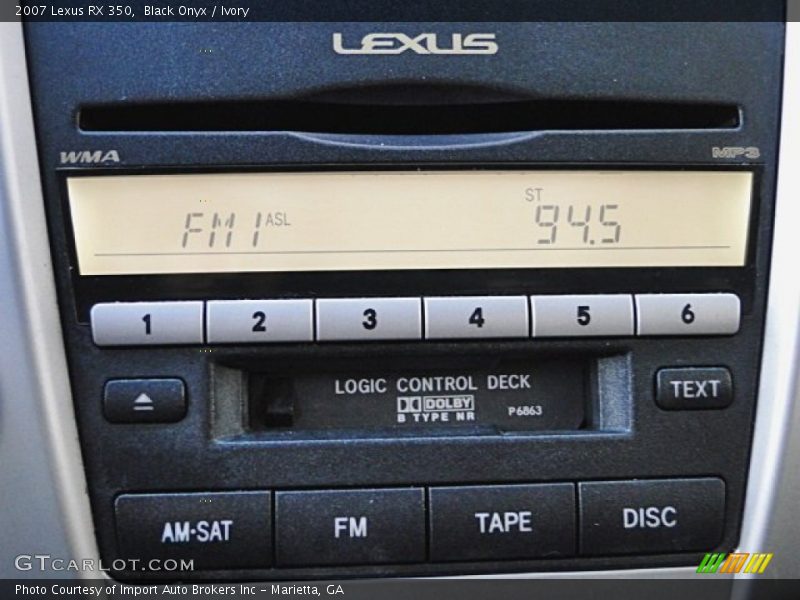 2007 Lexus RX 350, Black Onyx / Ivory
LEXUS
WMA MP3
ST
FM 1 ASL 94.5
1 2 3 4 5 6
LOGIC CONTROL DECK
DOLBY
B TYPE NR P6863
TEXT
AM·SAT FM TAPE DISC
GTCARLOT.COM
Photo Courtesy of Import Auto Brokers Inc - Marietta, GA